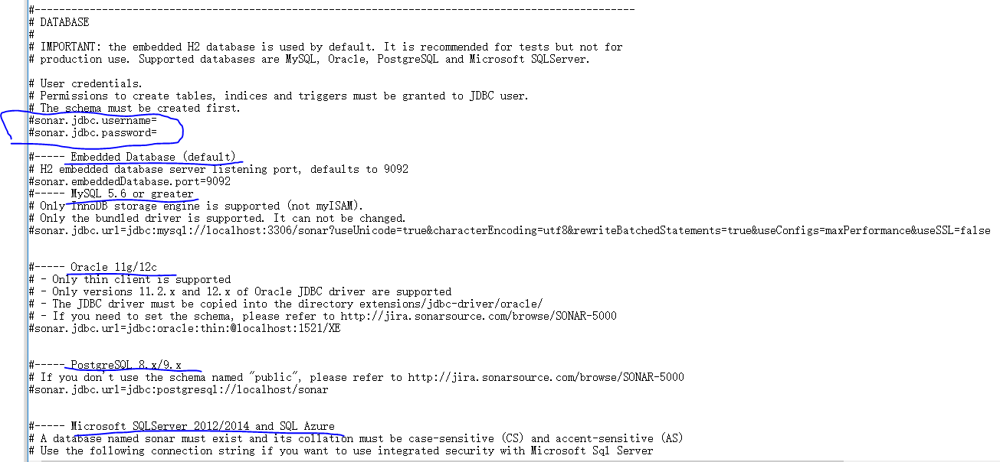 #--------------------------------------------------------------------------------------------------
# DATABASE
#
# IMPORTANT: the embedded H2 database is used by default. It is recommended for tests but not for
# production use. Supported databases are MySQL, Oracle, PostgreSQL and Microsoft SQLServer.
# User credentials.
# Permissions to create tables, indices and triggers must be granted to JDBC user.
# The schema must be created first.
#sonar.jdbc.username=
#sonar.jdbc.password=
#----- Embedded Database (default)
# H2 embedded database server listening port, defaults to 9092
#sonar.embeddedDatabase.port=9092
#----- MySQL 5.6 or greater
# Only InnoDB storage engine is supported (not myISAM).
# Only the bundled driver is supported. It can not be changed.
#sonar.jdbc.url=jdbc:mysql://localhost:3306/sonar?useUnicode=true&characterEncoding=utf8&rewriteBatchedStatements=true&useConfigs=maxPerformance&useSSL=false
#----- Oracle 11g/12c
# - Only thin client is supported
# - Only versions 11.2.x and 12.x of Oracle JDBC driver are supported
# - The JDBC driver must be copied into the directory extensions/jdbc-driver/oracle/
# - If you need to set the schema, please refer to http://jira.sonarsource.com/browse/SONAR-5000
#sonar.jdbc.url=jdbc:oracle:thin:@localhost:1521/XE
#----- PostgreSQL 8.x/9.x
# If you don't use the schema named "public", please refer to http://jira.sonarsource.com/browse/SONAR-5000
#sonar.jdbc.url=jdbc:postgresql://localhost/sonar
#----- Microsoft SQLServer 2012/2014 and SQL Azure
# A database named sonar must exist and its collation must be case-sensitive (CS) and accent-sensitive (AS)
# Use the following connection string if you want to use integrated security with Microsoft Sql Server